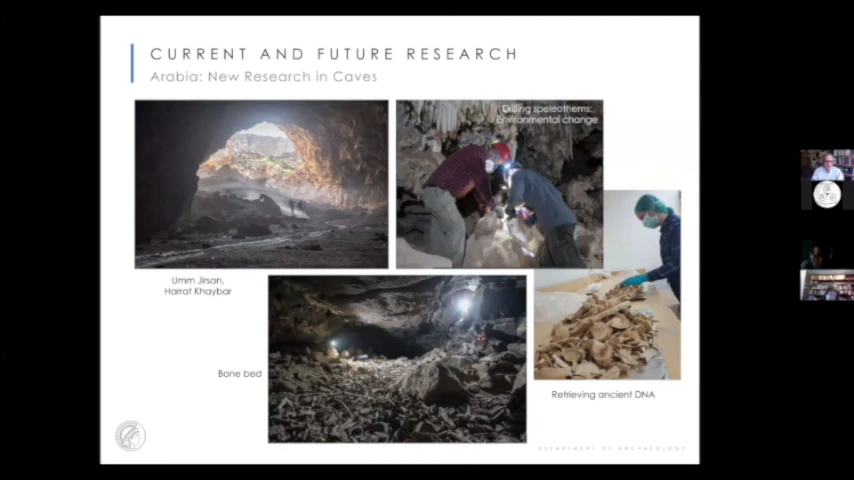 CURRENT AND FUTURE RESEARCH
Arabia: New Research in Caves
Drilling speleothems:
Environmental change
Umm Jirsan,
Harrat Khaybar
Bone bed
Retrieving ancient DNA
DEPARTMENT OF ARCHAEOLOGY